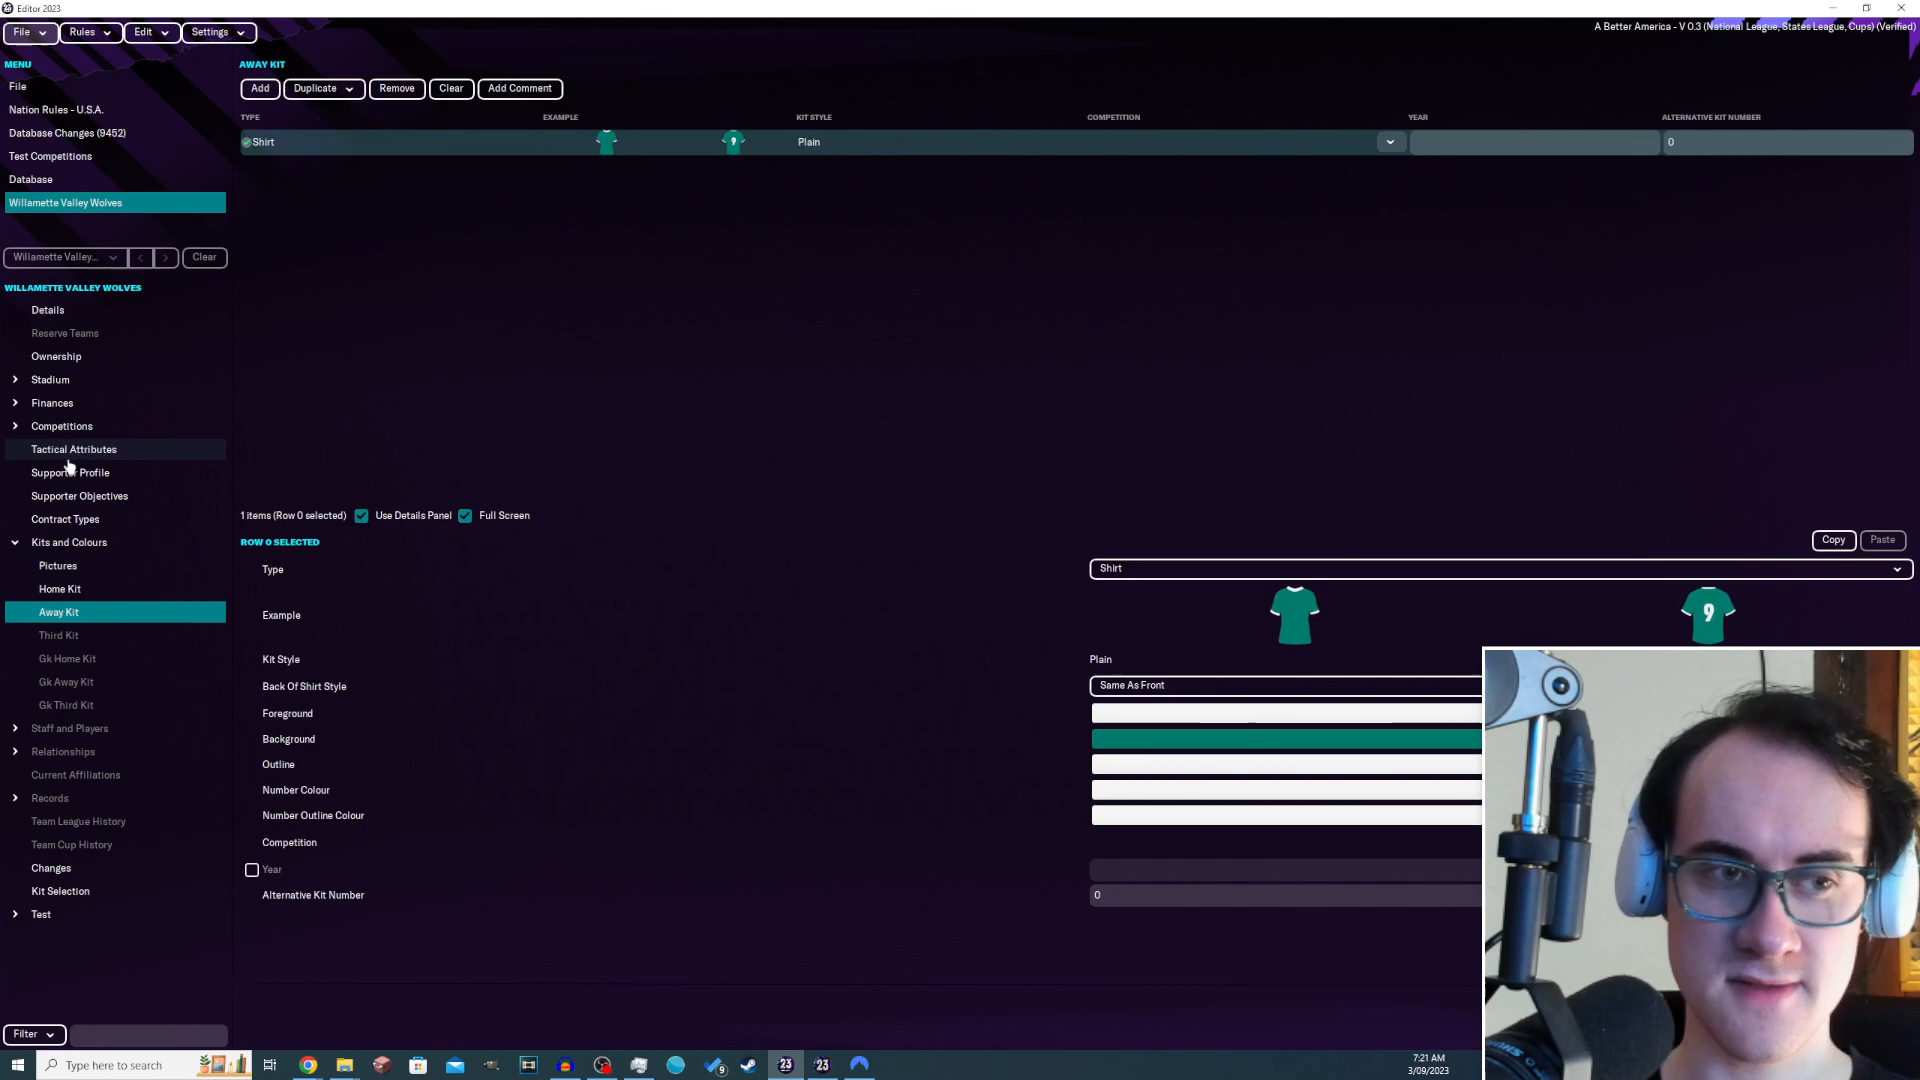 Editor 2023
File
Rules
Edit
Settings
A Better America - V 0.3 (National League, States League, Cups) (Verified)
MENU
File
Nation Rules - U.S.A.
Database Changes (9452)
Test Competitions
Database
Willamette Valley Wolves
Willamette Valley... < > Clear
WILLAMETTE VALLEY WOLVES
Details
Reserve Teams
Ownership
Stadium
Finances
Competitions
Tactical Attributes
Supporter Profile
Supporter Objectives
Contract Types
Kits and Colours
Pictures
Home Kit
Away Kit
Third Kit
Gk Home Kit
Gk Away Kit
Gk Third Kit
Staff and Players
Relationships
Current Affiliations
Records
Team League History
Team Cup History
Changes
Kit Selection
Test
Filter
AWAY KIT
Add Duplicate Remove Clear Add Comment
TYPE EXAMPLE KIT STYLE COMPETITION YEAR ALTERNATIVE KIT NUMBER
Shirt 9 Plain 0
1 items (Row 0 selected) Use Details Panel Full Screen
ROW 0 SELECTED
Copy Paste
Type Shirt
Example 9
Kit Style Plain
Back Of Shirt Style Same As Front
Foreground
Background
Outline
Number Colour
Number Outline Colour
Competition
Year
Alternative Kit Number 0
Type here to search
9
23
23
7:21 AM
3/09/2023